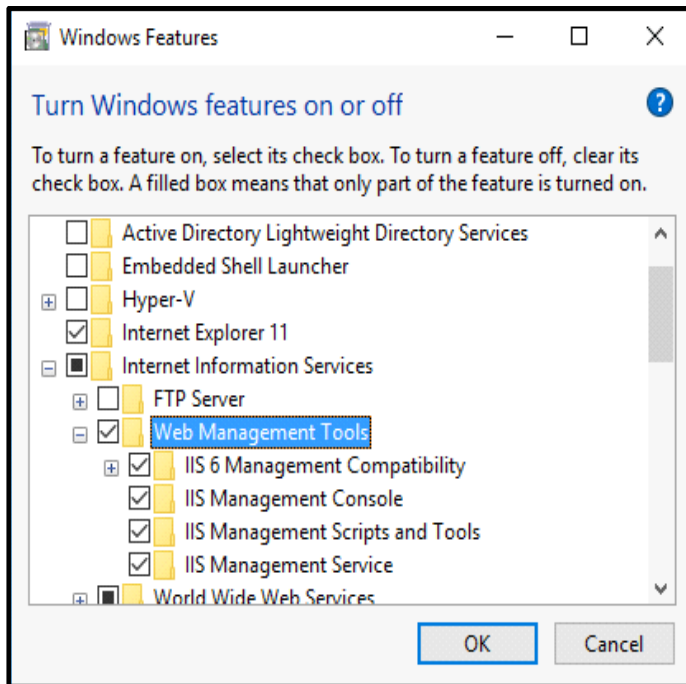 Windows Features
Turn Windows features on or off
?
To turn a feature on, select its check box. To turn a feature off, clear its
check box. A filled box means that only part of the feature is turned on.
Active Directory Lightweight Directory Services
Embedded Shell Launcher
Hyper-V
Internet Explorer 11
Internet Information Services
FTP Server
Web Management Tools
IIS 6 Management Compatibility
IIS Management Console
IIS Management Scripts and Tools
IIS Management Service
World Wide Web Services
OK Cancel